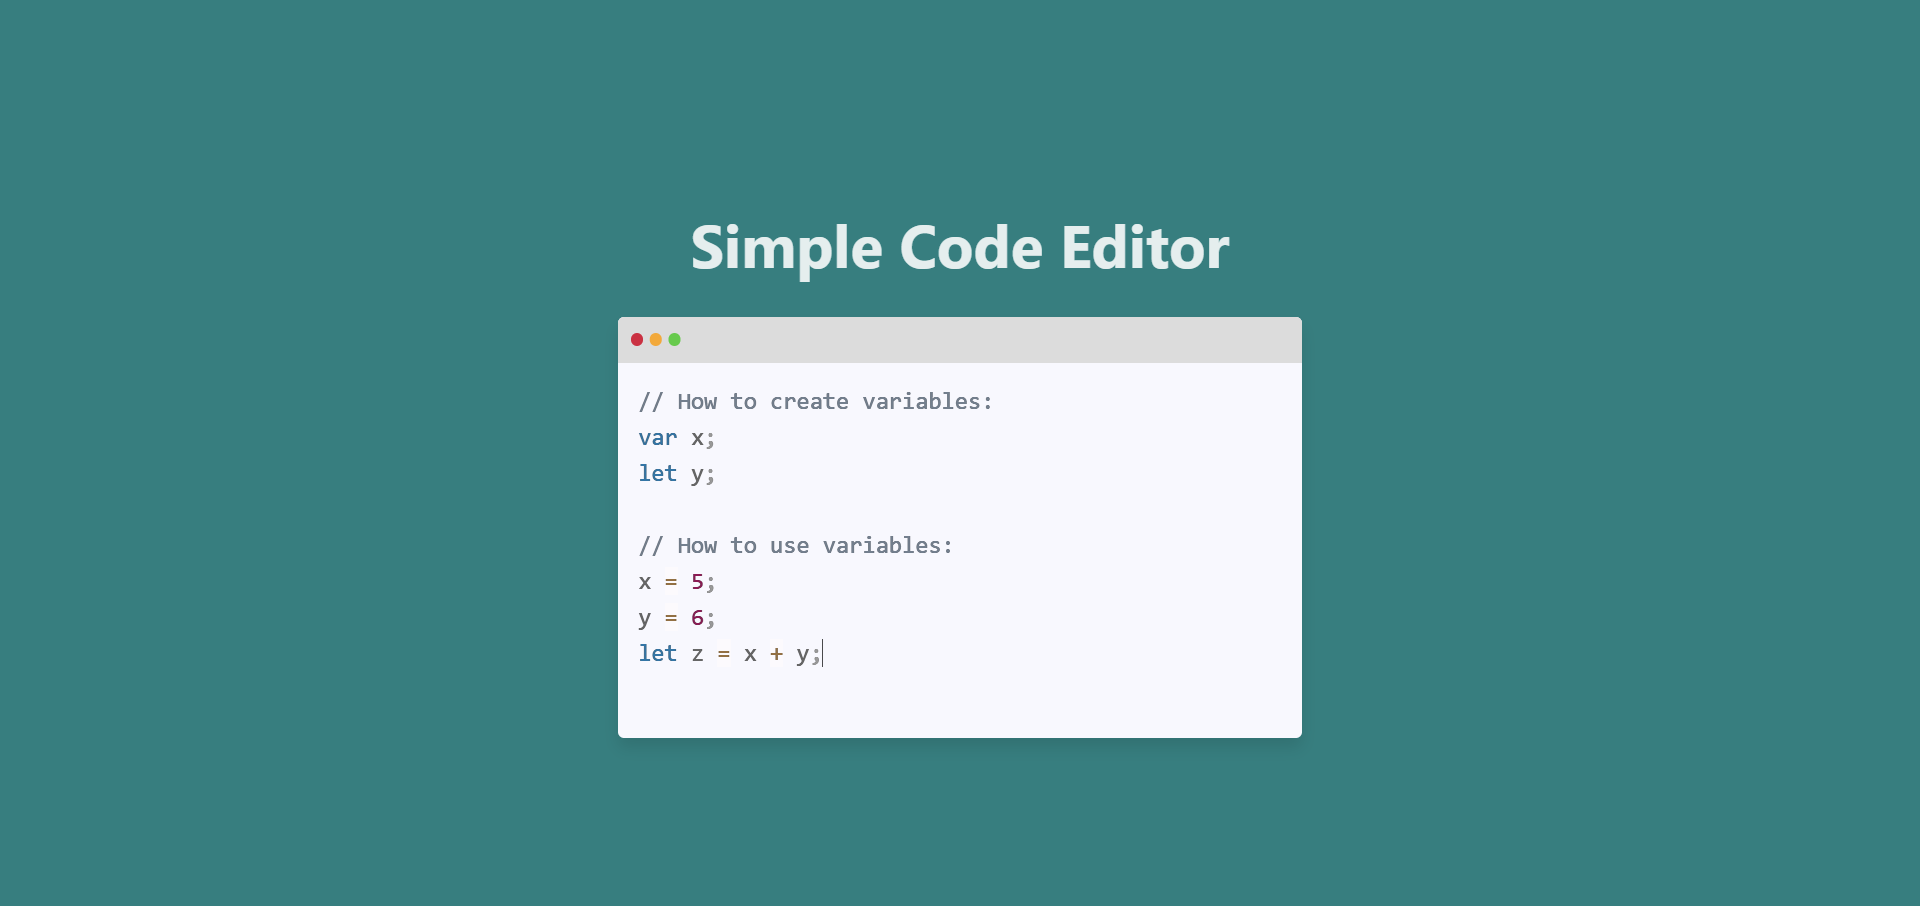 Simple Code Editor
// How to create variables:
var x;
let y;
// How to use variables:
x = 5;
y = 6;
let z = x + y;